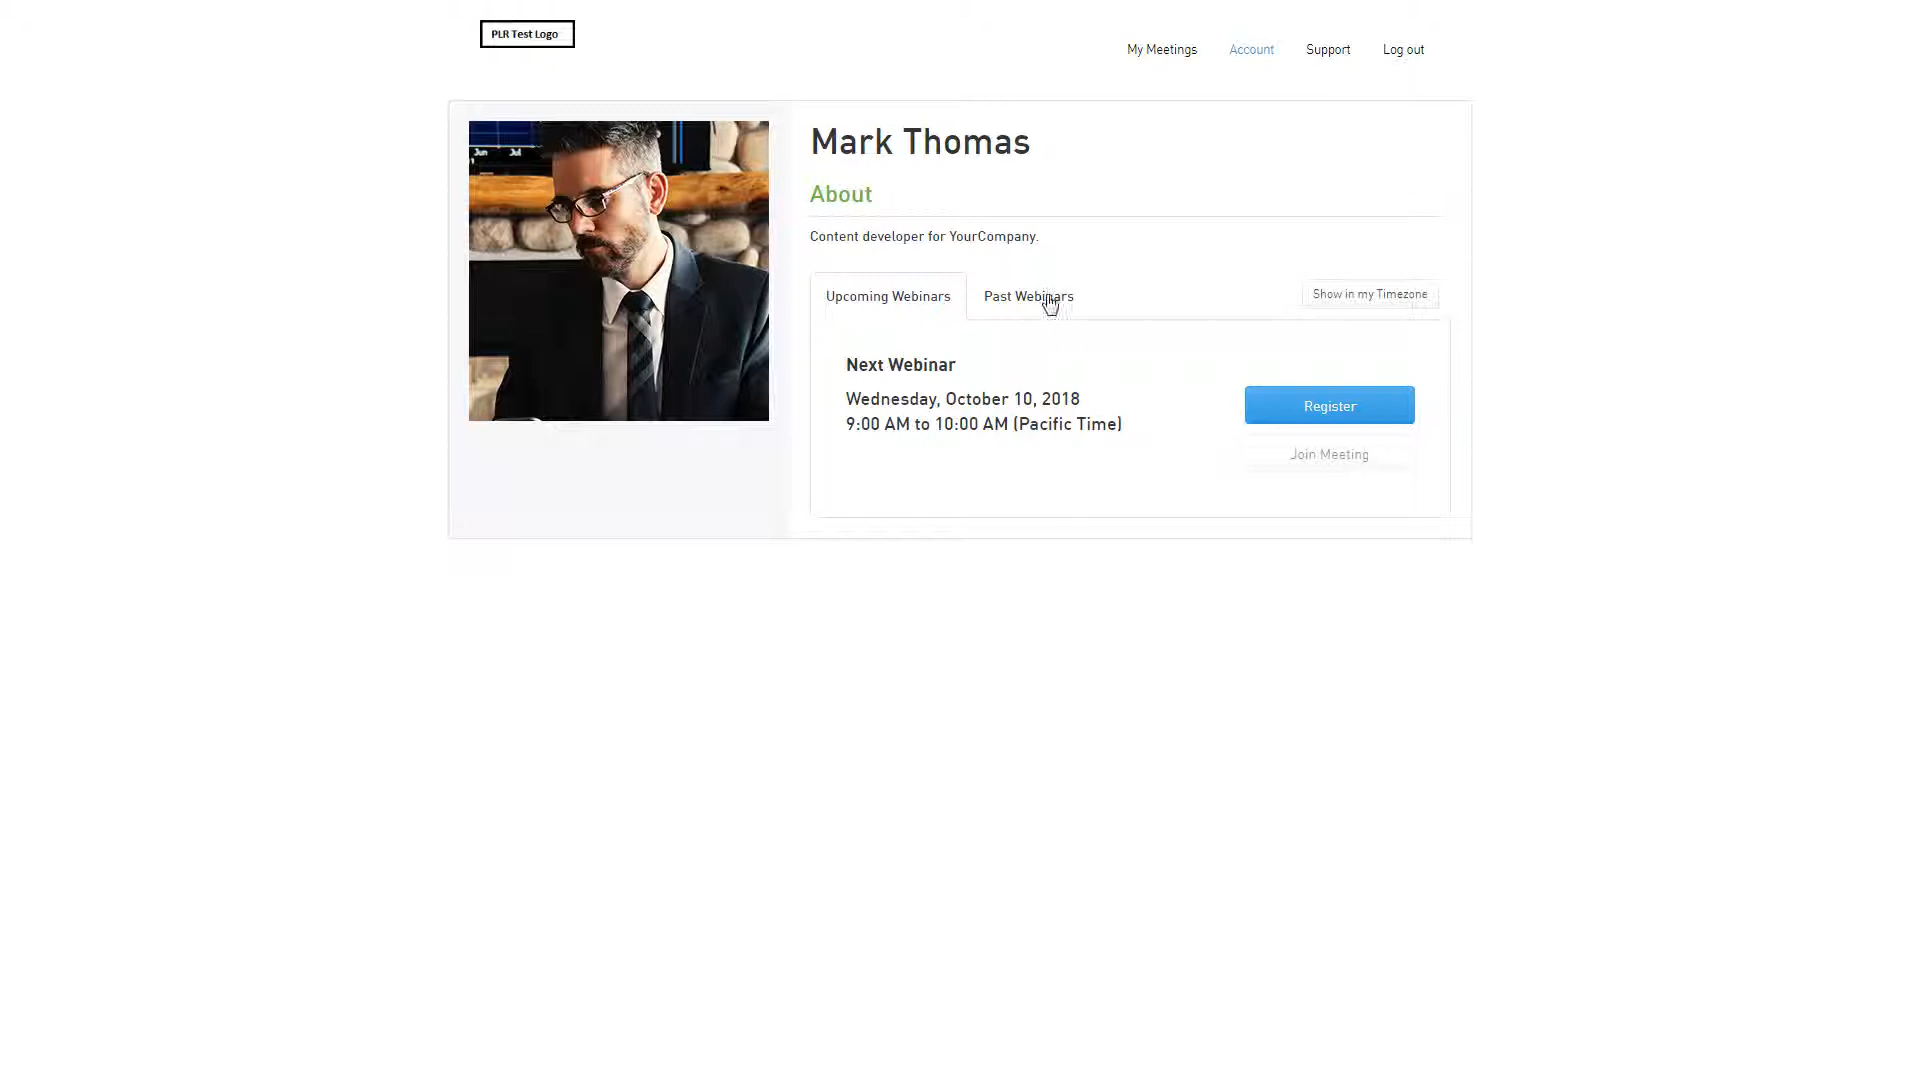 PLR Test Logo
My Meetings Account Support Log out
Jun Jul
Mark Thomas
About
Content developer for YourCompany.
Upcoming Webinars Past Webinars Show in my Timezone
Next Webinar
Wednesday, October 10, 2018
9:00 AM to 10:00 AM (Pacific Time)
Register
Join Meeting